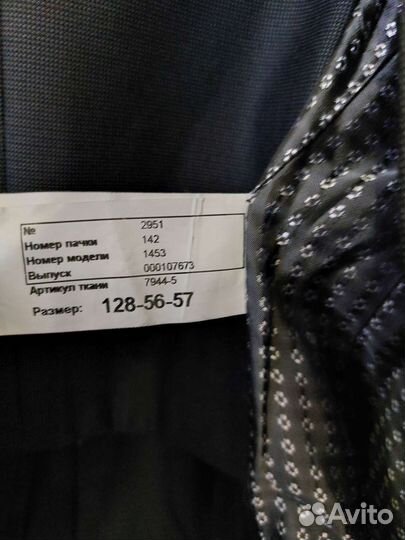 № 2951
Номер пачки 142
Номер модели 1453
Выпуск 000107673
Артикул ткани 7944-5
Размер: 128-56-57
Avito